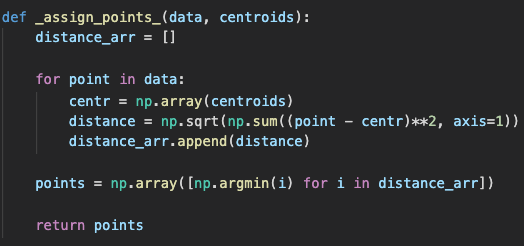 def _assign_points_(data, centroids):
    distance_arr = []

    for point in data:
        centr = np.array(centroids)
        distance = np.sqrt(np.sum((point - centr)**2, axis=1))
        distance_arr.append(distance)

    points = np.array([np.argmin(i) for i in distance_arr])

    return points